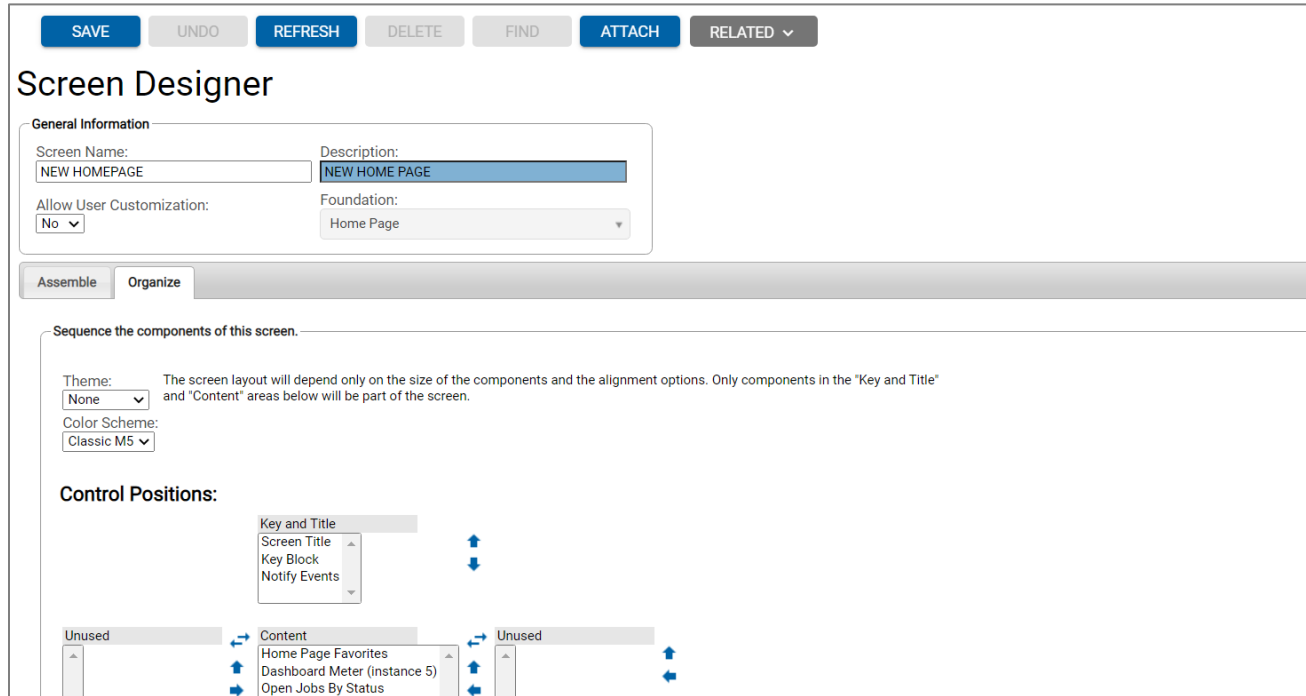 SAVE UNDO REFRESH DELETE FIND ATTACH RELATED
Screen Designer
General Information
Screen Name: Description:
NEW HOMEPAGE NEW HOME PAGE
Allow User Customization: Foundation:
No Home Page
Assemble Organize
Sequence the components of this screen.
Theme: The screen layout will depend only on the size of the components and the alignment options. Only components in the "Key and Title"
None and "Content" areas below will be part of the screen.
Color Scheme:
Classic M5
Control Positions:
Key and Title
Screen Title
Key Block
Notify Events
Unused Content Unused
Home Page Favorites
Dashboard Meter (instance 5)
Open Jobs By Status